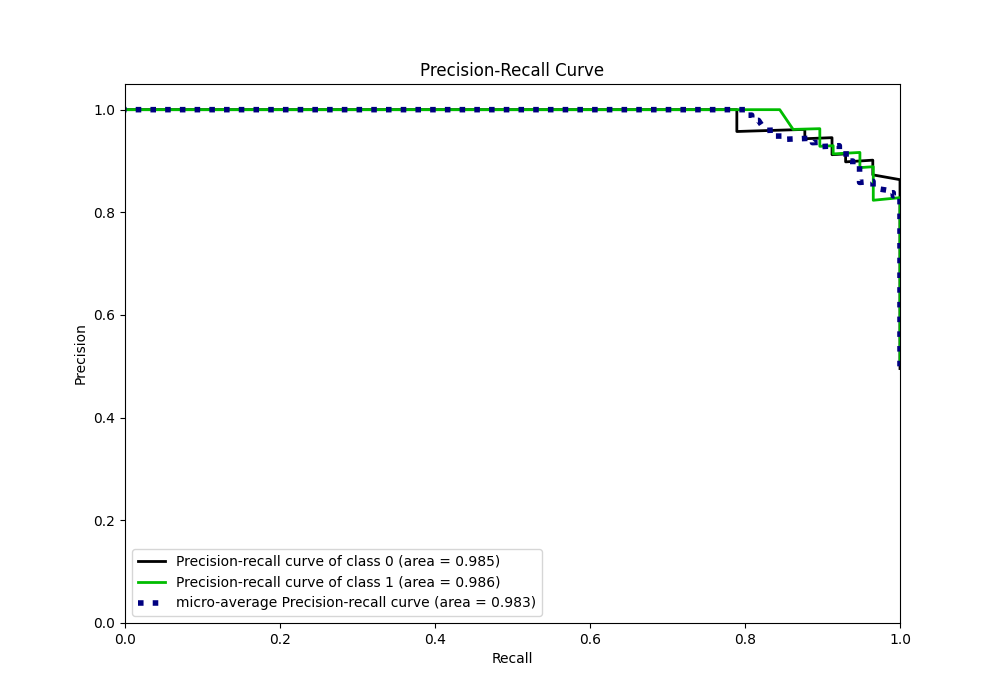 Precision-Recall Curve
1.0
0.8
0.6
0.4
0.2
0.0
Precision
Precision-recall curve of class 0 (area = 0.985)
Precision-recall curve of class 1 (area = 0.986)
micro-average Precision-recall curve (area = 0.983)
0.0 0.2 0.4 0.6 0.8 1.0
Recall